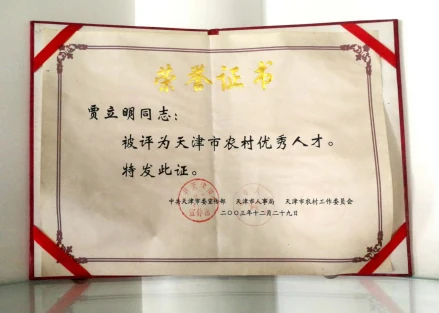 荣誉证书
贾立明同志：
被评为天津市农村优秀人才。
特发此证。
中共天津市委宣传部 天津市人事局 天津市农村工作委员会
二〇〇三年十二月二十九日